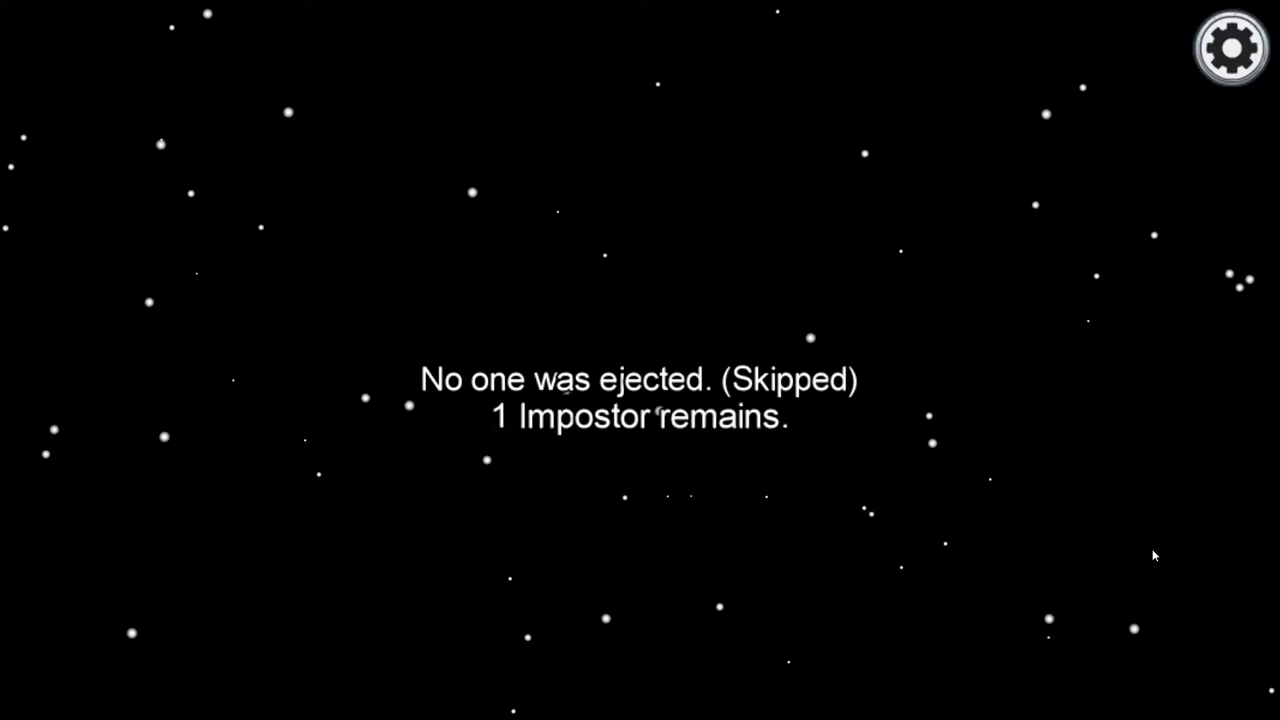 No one was ejected. (Skipped)
1 Impostor remains.